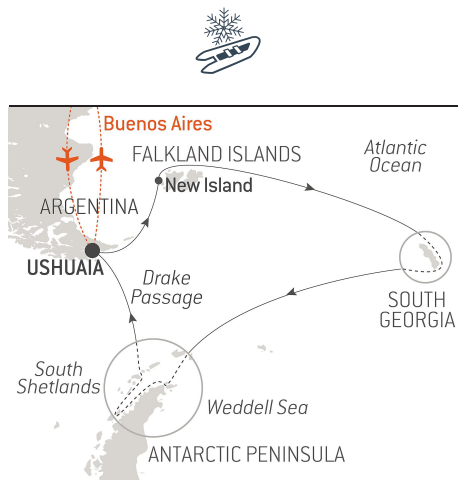 Buenos Aires
Atlantic
Ocean
FALKLAND ISLANDS
New Island
ARGENTINA
USHUAIA
Drake
Passage
SOUTH
GEORGIA
South
Shetlands
Weddell Sea
ANTARCTIC PENINSULA